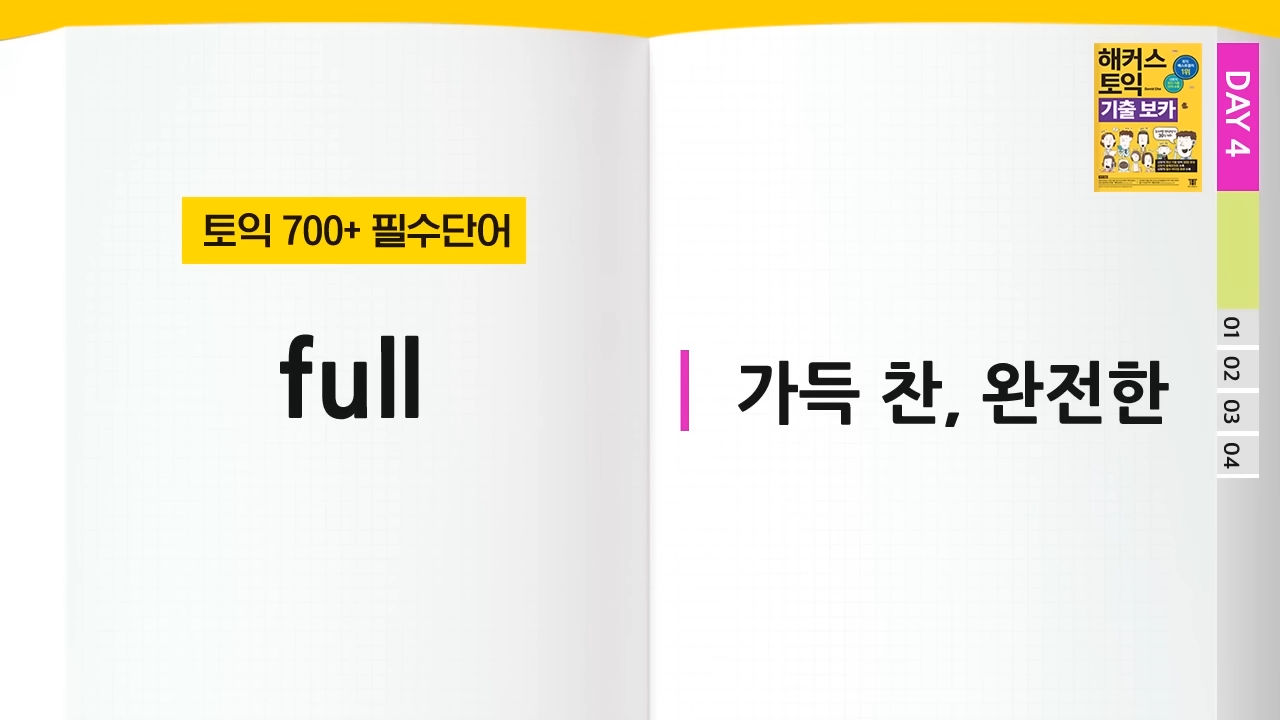 토익 700+ 필수단어
full
가득 찬, 완전한
해커스
토익
기출 보카
DAY 4
01
02
03
04